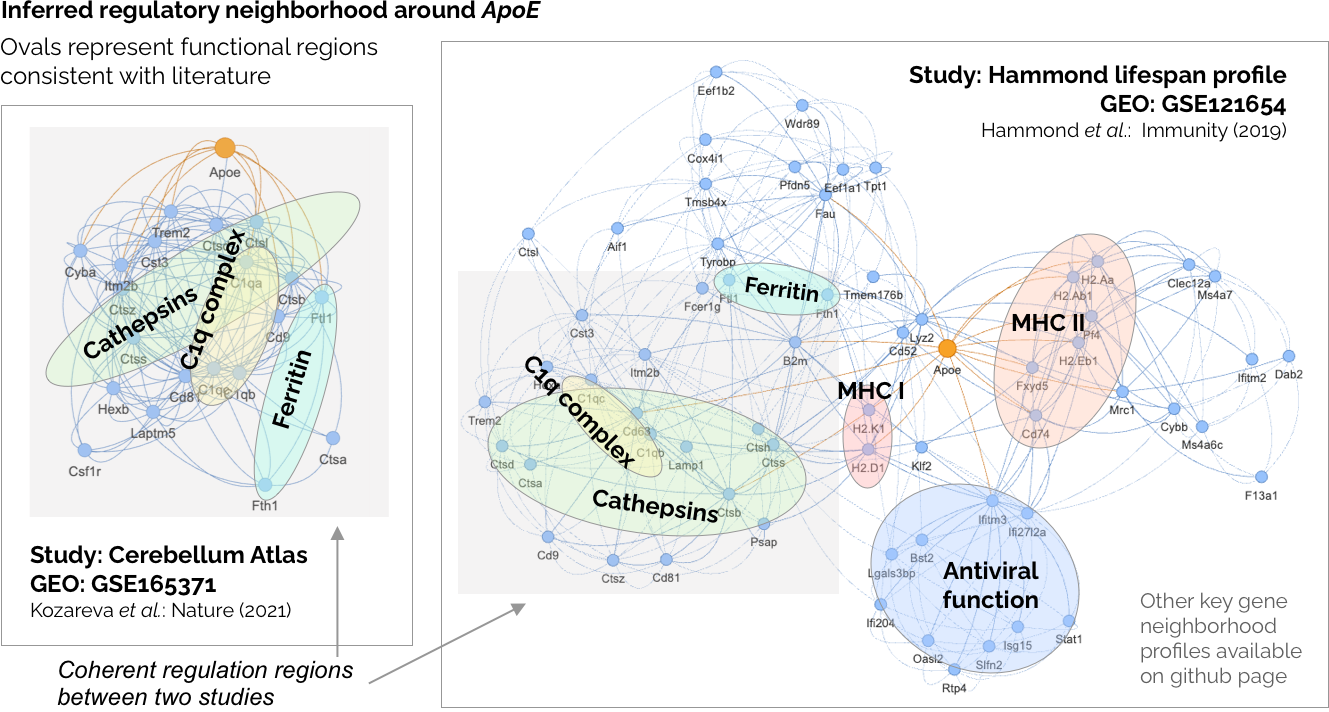 Inferred regulatory neighborhood around ApoE
Ovals represent functional regions
consistent with literature
Apoe
Trem2
Ctsl
Cyba
Cst3
C1qa
Itm2b
Ctsb
Ctsz
Ftl1
Cathepsins
C1q complex
Cd9
Ctss
Ferritin
Hexb
Cd81
C1qc
C1qb
Laptm5
Csf1r
Ctsa
Fth1
Study: Cerebellum Atlas
GEO: GSE165371
Kozareva et al.: Nature (2021)
Coherent regulation regions
between two studies
Study: Hammond lifespan profile
GEO: GSE121654
Hammond et al.: Immunity (2019)
Eef1b2
Wdr89
Cox4i1
Pfdn5
Eef1a1
Tpt1
Tmsb4x
Fau
Ctsl
Aif1
Tyrobp
Fcer1g
Ftl1
Ferritin
Fth1
Tmem176b
Clec12a
Ms4a7
H2.Aa
H2.Ab1
MHC II
Pf4
H2.Eb1
Cst3
B2m
Lyz2
Cd52
Apoe
Itm2b
Fxyd5
Ifitm2
Dab2
C1q complex
C1qc
MHC I
Mrc1
Trem2
Cd63
H2.K1
Cd74
Cybb
Ms4a6c
C1qb
Lamp1
Ctsh
Ctss
Ctsd
Ctsa
H2.D1
Klf2
F13a1
Cathepsins
Ctsb
Psap
Ifitm3
Ifi27l2a
Cd9
Ctsz
Cd81
Bst2
Lgals3bp
Antiviral
function
Ifi204
Isg15
Stat1
Oasl2
Slfn2
Rtp4
Other key gene
neighborhood
profiles available
on github page